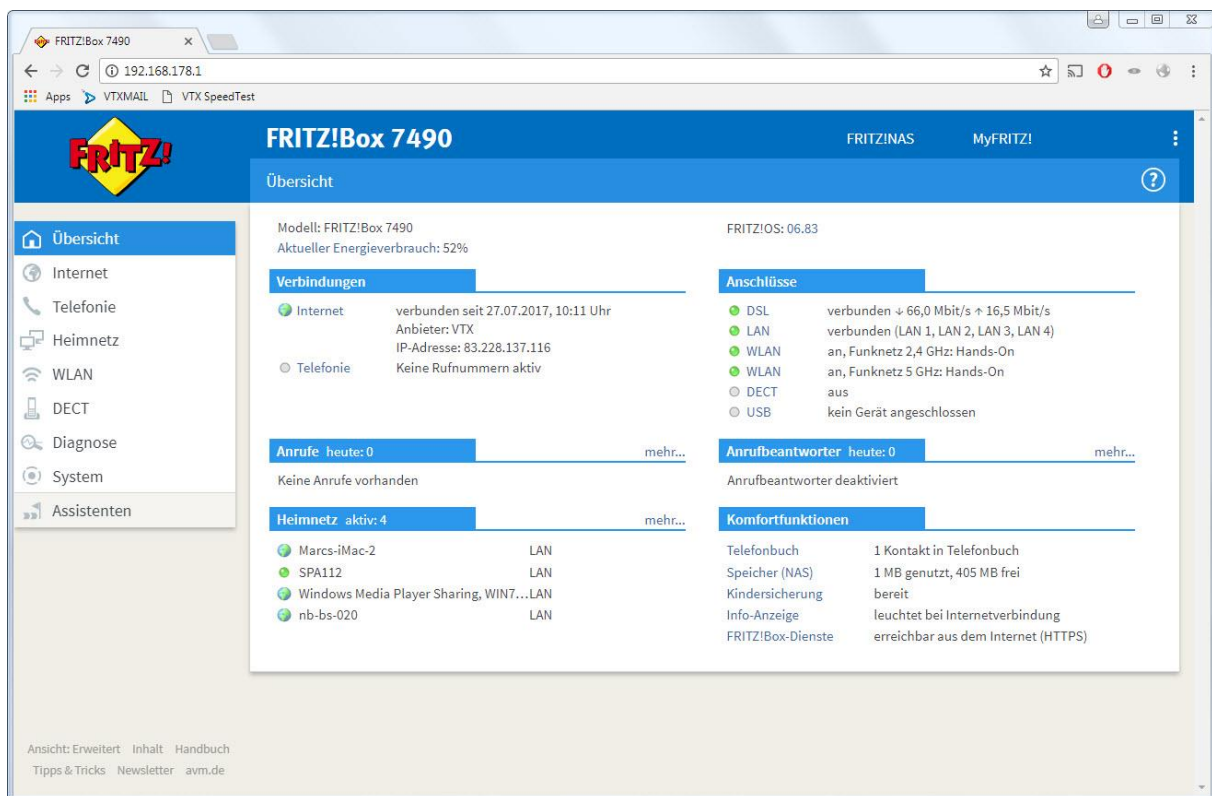 FRITZ!Box 7490
192.168.178.1
Apps VTXMAIL VTX SpeedTest
FRITZ!
FRITZ!Box 7490 FRITZ!NAS MyFRITZ!
Übersicht
Übersicht
Internet
Telefonie
Heimnetz
WLAN
DECT
Diagnose
System
Assistenten
Modell: FRITZ!Box 7490 FRITZ!OS: 06.83
Aktueller Energieverbrauch: 52%
Verbindungen
Internet verbunden seit 27.07.2017, 10:11 Uhr
Anbieter: VTX
IP-Adresse: 83.228.137.116
Telefonie Keine Rufnummern aktiv
Anschlüsse
DSL verbunden ↓ 66,0 Mbit/s ↑ 16,5 Mbit/s
LAN verbunden (LAN 1, LAN 2, LAN 3, LAN 4)
WLAN an, Funknetz 2,4 GHz: Hands-On
WLAN an, Funknetz 5 GHz: Hands-On
DECT aus
USB kein Gerät angeschlossen
Anrufe heute: 0 mehr...
Keine Anrufe vorhanden
Anrufbeantworter heute: 0 mehr...
Anrufbeantworter deaktiviert
Heimnetz aktiv: 4 mehr...
Marcs-iMac-2 LAN
SPA112 LAN
Windows Media Player Sharing, WIN7...LAN
nb-bs-020 LAN
Komfortfunktionen
Telefonbuch 1 Kontakt in Telefonbuch
Speicher (NAS) 1 MB genutzt, 405 MB frei
Kindersicherung bereit
Info-Anzeige leuchtet bei Internetverbindung
FRITZ!Box-Dienste erreichbar aus dem Internet (HTTPS)
Ansicht: Erweitert Inhalt Handbuch
Tipps & Tricks Newsletter avm.de